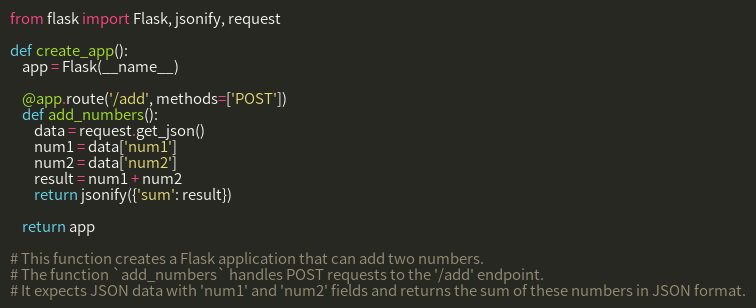 from flask import Flask, jsonify, request
def create_app():
app = Flask(__name__)
@app.route('/add', methods=['POST'])
def add_numbers():
data = request.get_json()
num1 = data['num1']
num2 = data['num2']
result = num1 + num2
return jsonify({'sum': result})
return app
# This function creates a Flask application that can add two numbers.
# The function `add_numbers` handles POST requests to the '/add' endpoint.
# It expects JSON data with 'num1' and 'num2' fields and returns the sum of these numbers in JSON format.